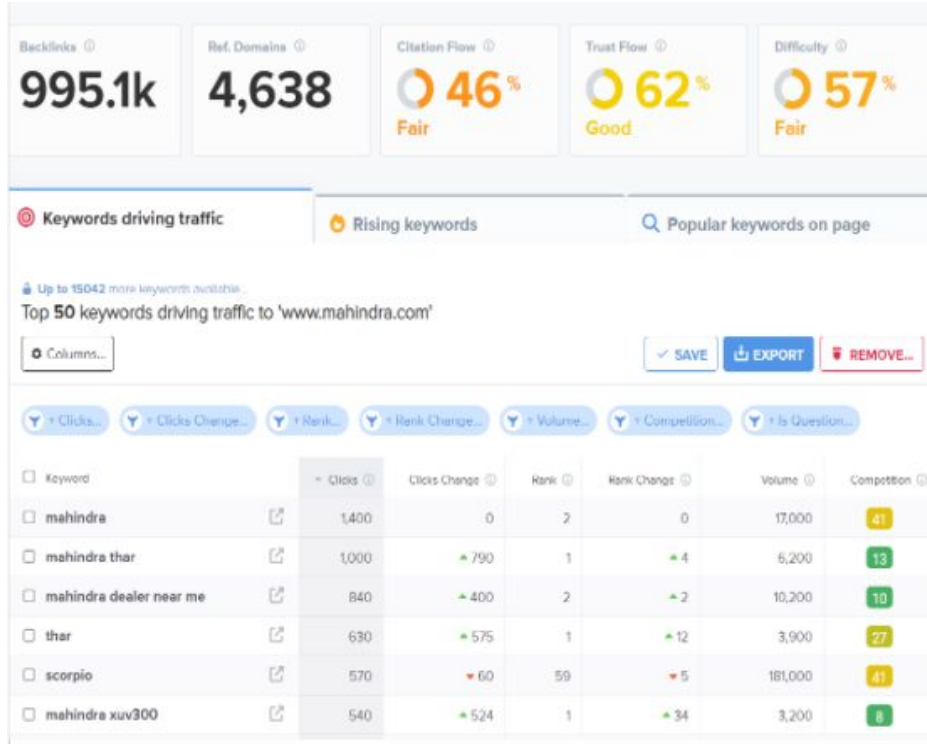 Backlinks Ref. Domains Citation Flow Trust Flow Difficulty
995.1k 4,638 46% 62% 57%
Fair Good Fair
Keywords driving traffic Rising keywords Popular keywords on page
Up to 15042 more keywords available...
Top 50 keywords driving traffic to 'www.mahindra.com'
Columns... SAVE EXPORT REMOVE...
+ Clicks... + Clicks Change... + Rank... + Rank Change... + Volume... + Competition... + Is Question...
Keyword Clicks Clicks Change Rank Rank Change Volume Competition
mahindra 1,400 0 2 0 17,000 41
mahindra thar 1,000 790 1 4 6,200 13
mahindra dealer near me 840 400 2 2 10,200 10
thar 630 575 1 12 3,900 27
scorpio 570 60 59 5 181,000 41
mahindra xuv300 540 524 1 34 3,200 8